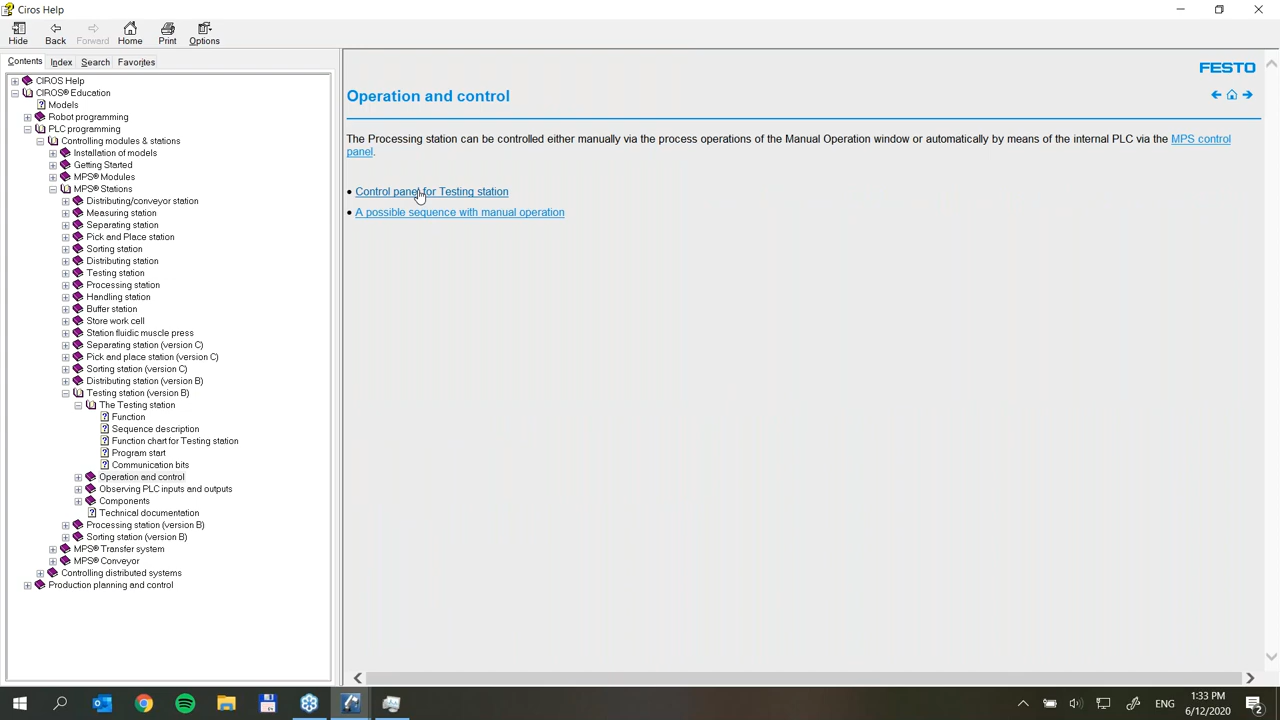 Ciros Help
Hide Back Forward Home Print Options
Contents Index Search Favorites
CIROS Help
CIROS® Education
Models
Robot programming
PLC programming
Controlling modules & stations
Installation of models
Getting Started
MPS® Modules
MPS® Stations
Distributing/conveyor station
Measuring station
Separating station
Pick and Place station
Sorting station
Distributing station
Testing station
Processing station
Handling station
Buffer station
Store work cell
Station fluidic muscle press
Separating station (version C)
Pick and place station (version C)
Sorting station (version C)
Distributing station (version B)
Testing station (version B)
The Testing station
Function
Sequence description
Function chart for Testing station
Program start
Communication bits
Operation and control
Observing PLC inputs and outputs
Components
Technical documentation
Processing station (version B)
Sorting station (version B)
MPS® Transfer system
MPS® Conveyor
Controlling distributed systems
Production planning and control
FESTO
Operation and control
The Processing station can be controlled either manually via the process operations of the Manual Operation window or automatically by means of the internal PLC via the MPS control
panel.
• Control panel for Testing station
• A possible sequence with manual operation
ENG
1:33 PM
6/12/2020
2